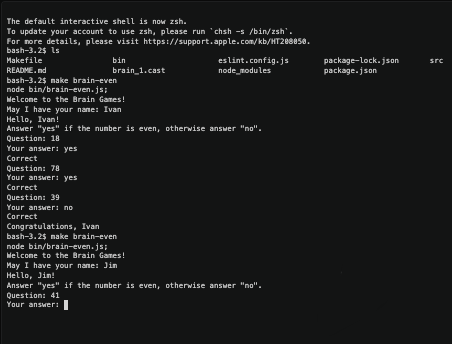 The default interactive shell is now zsh.
To update your account to use zsh, please run `chsh -s /bin/zsh`.
For more details, please visit https://support.apple.com/kb/HT208050.
bash-3.2$ ls
Makefile bin eslint.config.js package-lock.json src
README.md brain_1.cast node_modules package.json
bash-3.2$ make brain-even
node bin/brain-even.js;
Welcome to the Brain Games!
May I have your name: Ivan
Hello, Ivan!
Answer "yes" if the number is even, otherwise answer "no".
Question: 18
Your answer: yes
Correct
Question: 78
Your answer: yes
Correct
Question: 39
Your answer: no
Correct
Congratulations, Ivan
bash-3.2$ make brain-even
node bin/brain-even.js;
Welcome to the Brain Games!
May I have your name: Jim
Hello, Jim!
Answer "yes" if the number is even, otherwise answer "no".
Question: 41
Your answer: